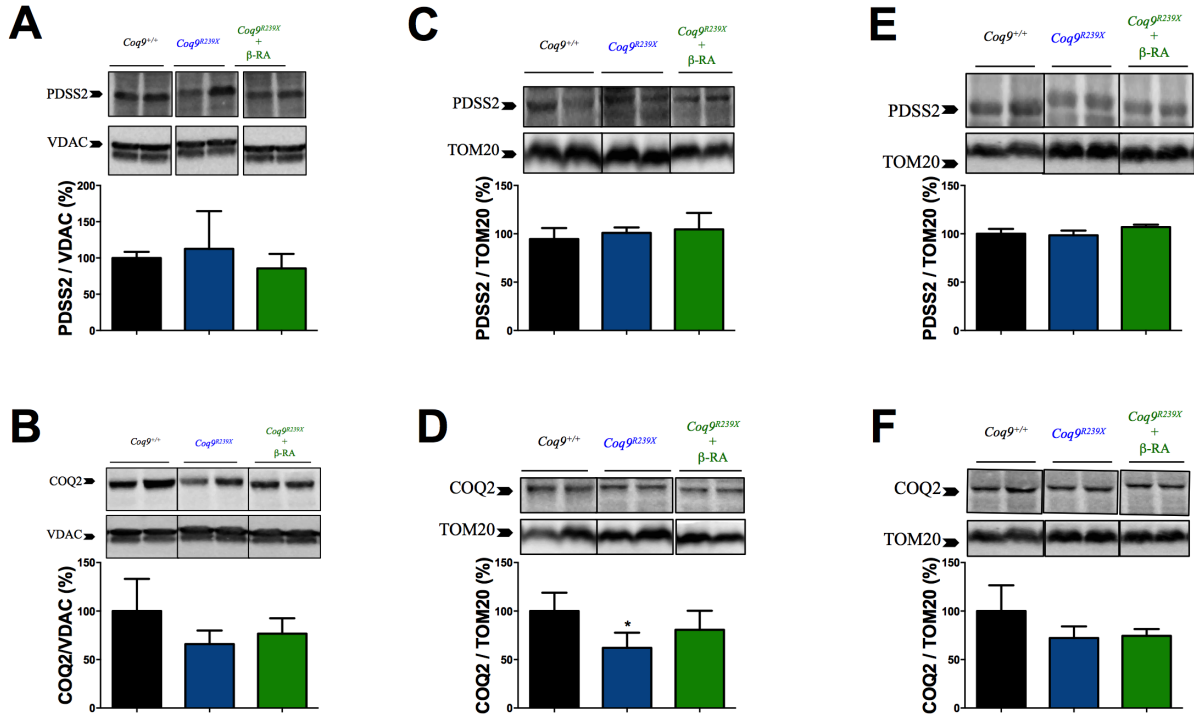 A
Coq9+/+
Coq9R239X
Coq9R239X
+
β-RA
PDSS2
VDAC
PDSS2 / VDAC (%)
200
150
100
50
0
C
Coq9+/+
Coq9R239X
Coq9R239X
+
β-RA
PDSS2
TOM20
PDSS2 / TOM20 (%)
150
100
50
0
E
Coq9+/+
Coq9R239X
Coq9R239X
+
β-RA
PDSS2
TOM20
PDSS2 / TOM20 (%)
150
100
50
0
B
Coq9+/+
Coq9R239X
Coq9R239X
+
β-RA
COQ2
VDAC
COQ2/VDAC (%)
150
100
50
0
D
Coq9+/+
Coq9R239X
Coq9R239X
+
β-RA
COQ2
TOM20
COQ2 / TOM20 (%)
150
100
50
0
*
F
Coq9+/+
Coq9R239X
Coq9R239X
+
β-RA
COQ2
TOM20
COQ2 / TOM20 (%)
150
100
50
0